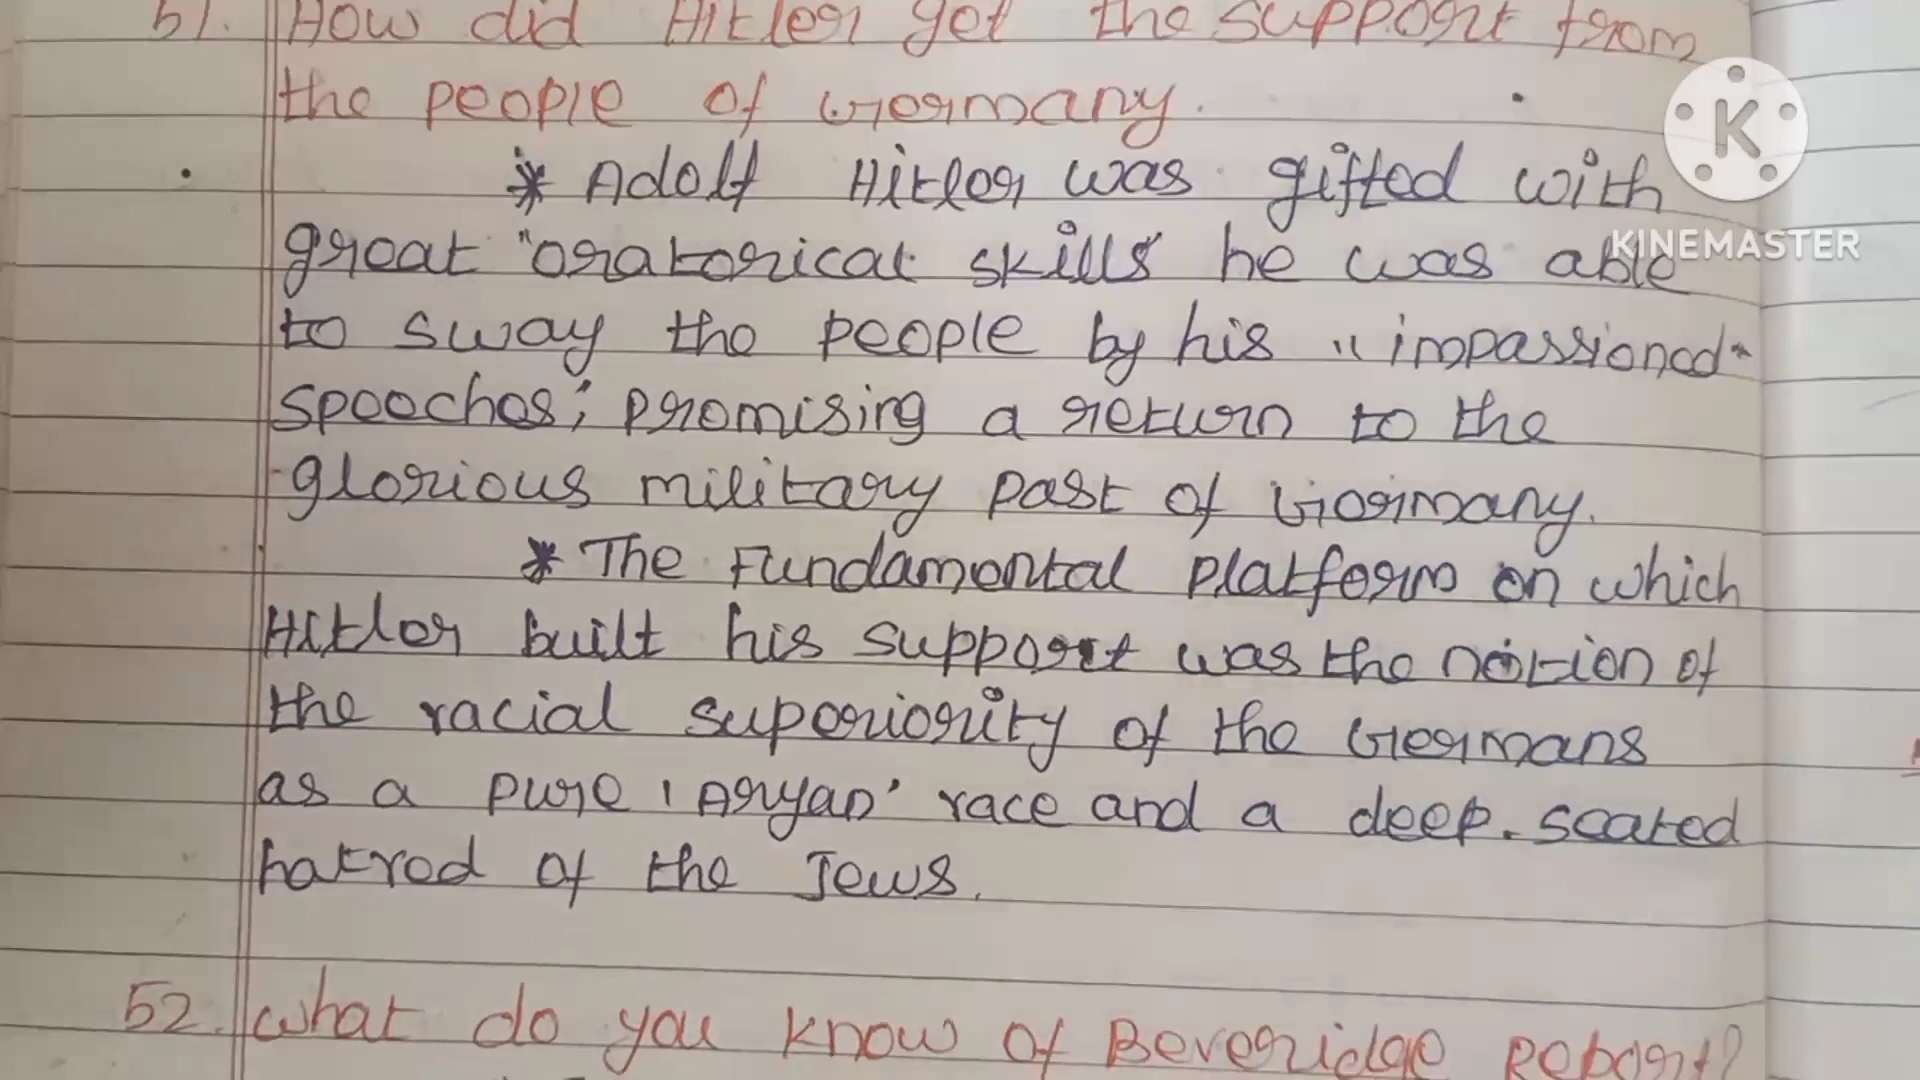 51. How did Hitler get the support from
the people of Germany.
* Adolf Hitler was gifted with
great "oratorical skills" he was able
to sway the people by his "impassioned
speeches", promising a return to the
glorious military past of Germany.
* The Fundamental platform on which
Hitler built his support was the notion of
the racial superiority of the Germans
as a pure 'Aryan' race and a deep-seated
hatred of the Jews.
52. what do you know of Beveridge Report?
K
KINEMASTER